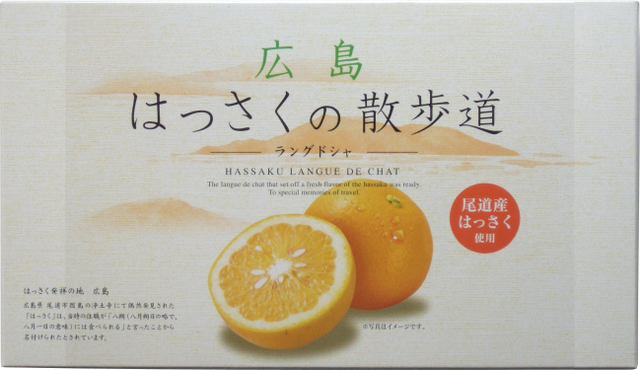 広島
はっさくの散歩道
ラングドシャ
HASSAKU LANGUE DE CHAT
The langue de chat that set off a fresh flavor of the hassaku was ready.
To special memories of travel.
尾道産
はっさく
使用
はっさく発祥の地 広島
広島県 尾道市因島の浄土寺にて偶然発見された
「はっさく」は、当時の住職が「八朔(八月朔日の略で、
八月一日の意味)には食べられる」と言ったことから
名付けられたとされています。
※写真はイメージです。